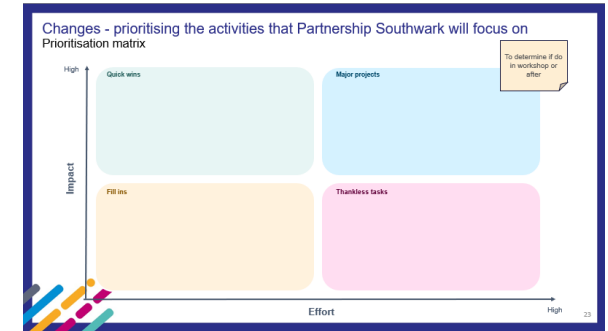 Changes - prioritising the activities that Partnership Southwark will focus on
Prioritisation matrix
To determine if do
in workshop or
after
High
Quick wins
Major projects
Impact
Fill ins
Thankless tasks
Effort
High
23